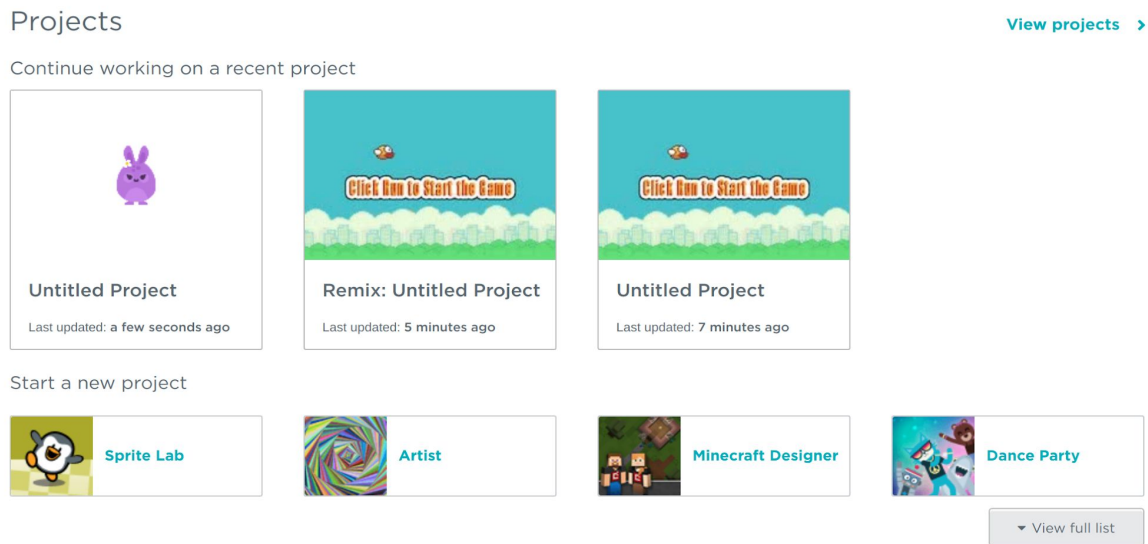 Projects
View projects
Continue working on a recent project
Click Run to Start the Game
Click Run to Start the Game
Untitled Project
Last updated: a few seconds ago
Remix: Untitled Project
Last updated: 5 minutes ago
Untitled Project
Last updated: 7 minutes ago
Start a new project
Sprite Lab
Artist
Minecraft Designer
Dance Party
View full list